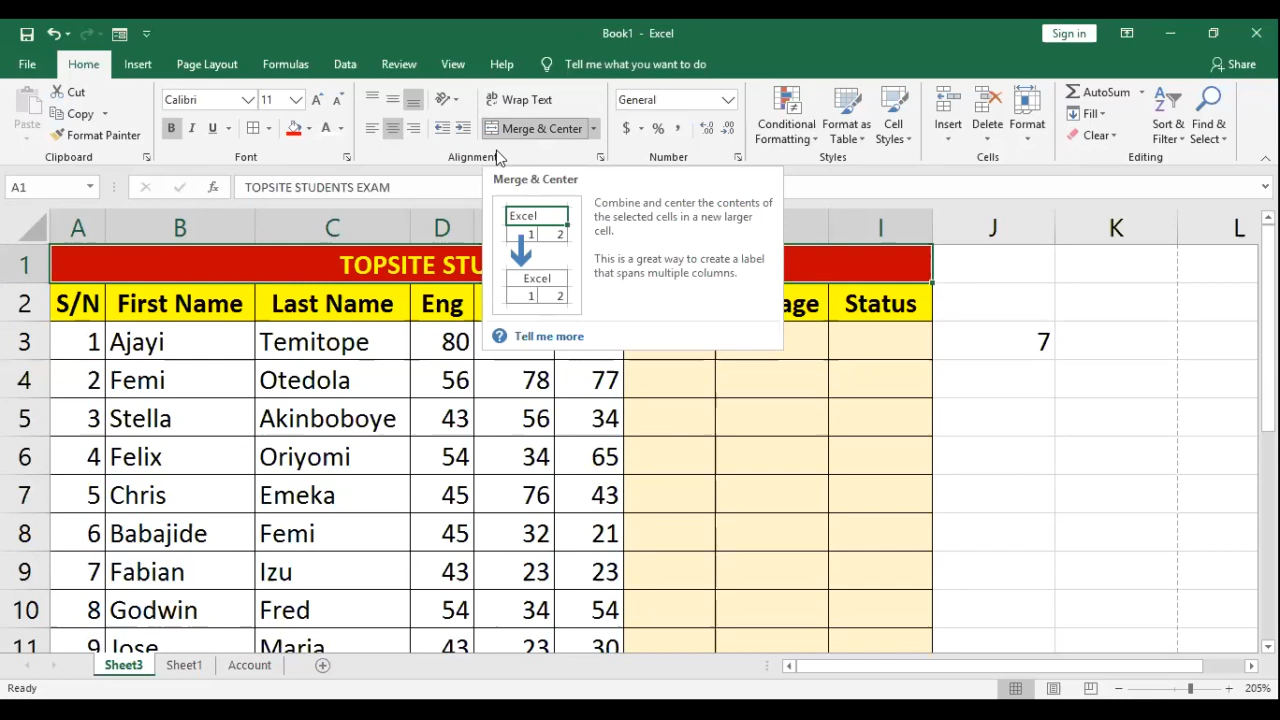 Book1 - Excel
Sign in
File Home Insert Page Layout Formulas Data Review View Help Tell me what you want to do Share
Paste
Cut
Copy
Format Painter
Clipboard
Calibri 11
B I U A
Font
Wrap Text
Merge & Center
Alignment
General
$ % ,
Number
Conditional Formatting
Format as Table
Cell Styles
Styles
Insert Delete Format
Cells
AutoSum
Fill
Clear
Sort & Filter
Find & Select
Editing
A1 fx TOPSITE STUDENTS EXAM
Merge & Center
Excel
1 2
Excel
1 2
Combine and center the contents of
the selected cells in a new larger
cell.
This is a great way to create a label
that spans multiple columns.
Tell me more
A B C D I J K L
1 TOPSITE STU
2 S/N First Name Last Name Eng age Status
3 1 Ajayi Temitope 80 7
4 2 Femi Otedola 56 78 77
5 3 Stella Akinboboye 43 56 34
6 4 Felix Oriyomi 54 34 65
7 5 Chris Emeka 45 76 43
8 6 Babajide Femi 45 32 21
9 7 Fabian Izu 43 23 23
10 8 Godwin Fred 54 34 54
11 9 Jose Maria 43 23 30
Sheet3 Sheet1 Account
Ready 205%